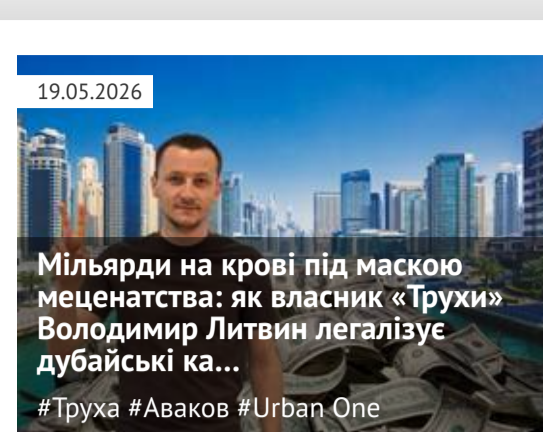 19.05.2026
Мільярди на крові під маскою
меценатства: як власник «Трухи»
Володимир Литвин легалізує
дубайські ка...
#Труха #Аваков #Urban One